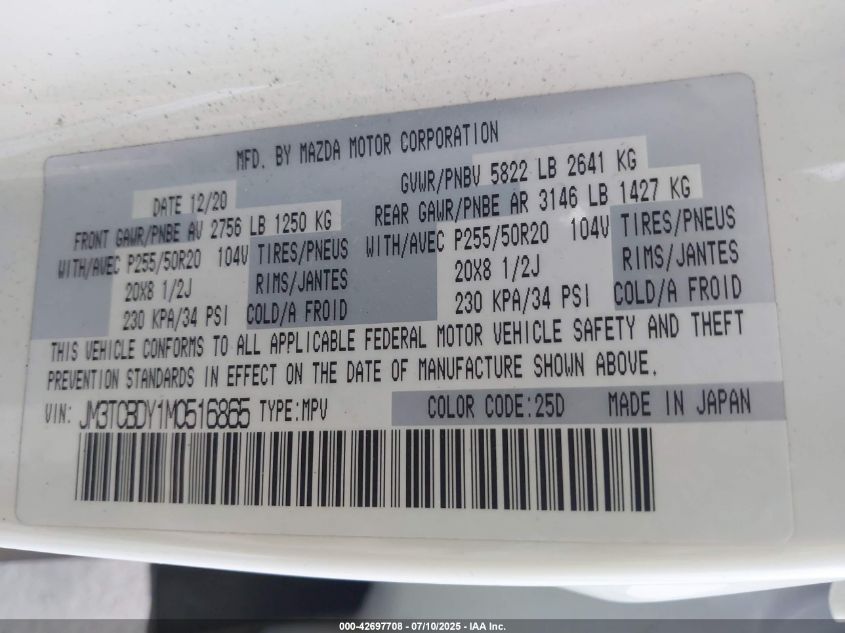 MFD. BY MAZDA MOTOR CORPORATION
DATE 12/20 GVWR/PNBV 5822 LB 2641 KG
FRONT GAWR/PNBE AV 2756 LB 1250 KG REAR GAWR/PNBE AR 3146 LB 1427 KG
WITH/AVEC P255/50R20 104V TIRES/PNEUS WITH/AVEC P255/50R20 104V TIRES/PNEUS
20X8 1/2J RIMS/JANTES 20X8 1/2J RIMS/JANTES
230 KPA/34 PSI COLD/A FROID 230 KPA/34 PSI COLD/A FROID
THIS VEHICLE CONFORMS TO ALL APPLICABLE FEDERAL MOTOR VEHICLE SAFETY AND THEFT
PREVENTION STANDARDS IN EFFECT ON THE DATE OF MANUFACTURE SHOWN ABOVE.
VIN: JM3TCBDY1M0516865 TYPE:MPV COLOR CODE:25D MADE IN JAPAN
000-42697708 - 07/10/2025 - IAA Inc.